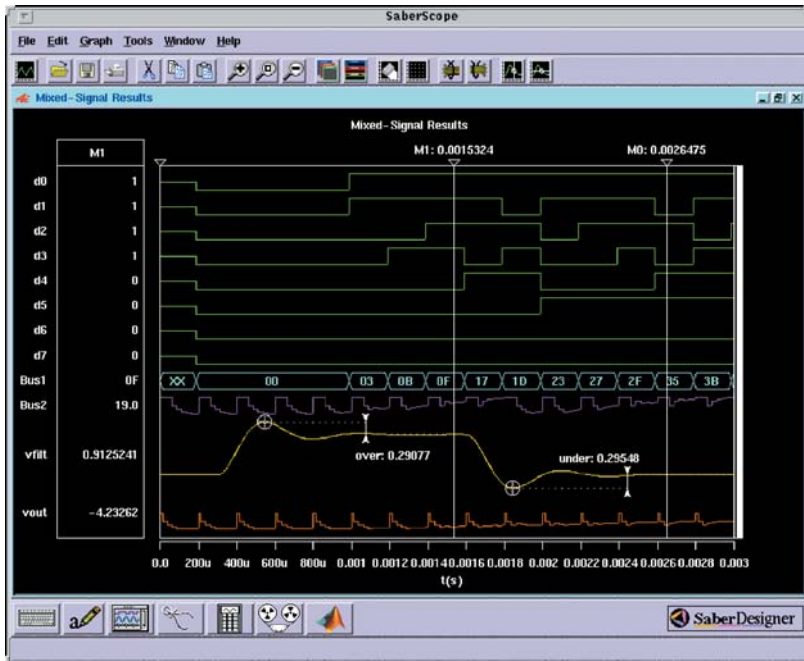 SaberScope
File Edit Graph Tools Window Help
Mixed-Signal Results
Mixed-Signal Results
M1
M1: 0.0015324
M0: 0.0026475
d0 1
d1 1
d2 1
d3 1
d4 0
d5 0
d6 0
d7 0
Bus1 0F XX 00 03 0B 0F 17 1D 23 27 2F 35 3B
Bus2 19.0
vfilt 0.9125241
over: 0.29077
under: 0.29548
vout -4.23262
0.0 200u 400u 600u 800u 0.001 0.0012 0.0014 0.0016 0.0018 0.002 0.0022 0.0024 0.0026 0.0028 0.003
t(s)
a
SaberDesigner